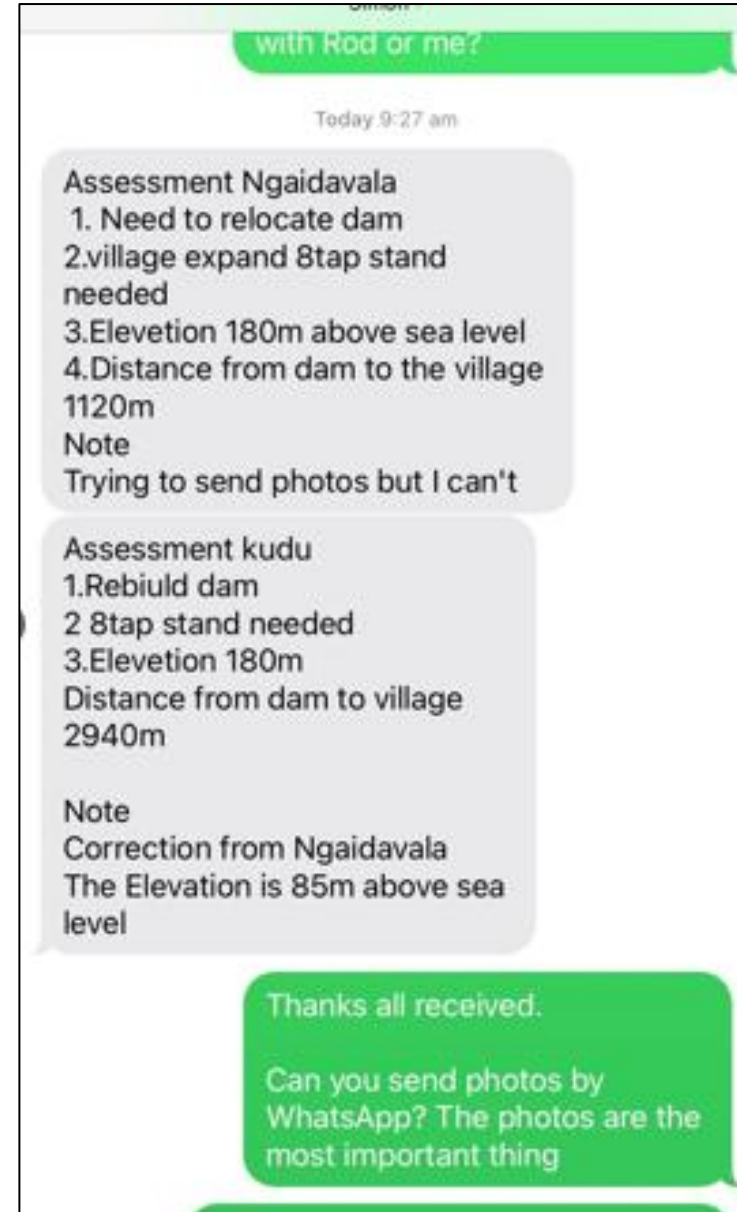 with Rod or me?
Today 9:27 am
Assessment Ngaidavala
1. Need to relocate dam
2.village expand 8tap stand
needed
3.Elevetion 180m above sea level
4.Distance from dam to the village
1120m
Note
Trying to send photos but I can't
Assessment kudu
1.Rebiuld dam
2 8tap stand needed
3.Elevetion 180m
Distance from dam to village
2940m
Note
Correction from Ngaidavala
The Elevation is 85m above sea
level
Thanks all received.
Can you send photos by
WhatsApp? The photos are the
most important thing